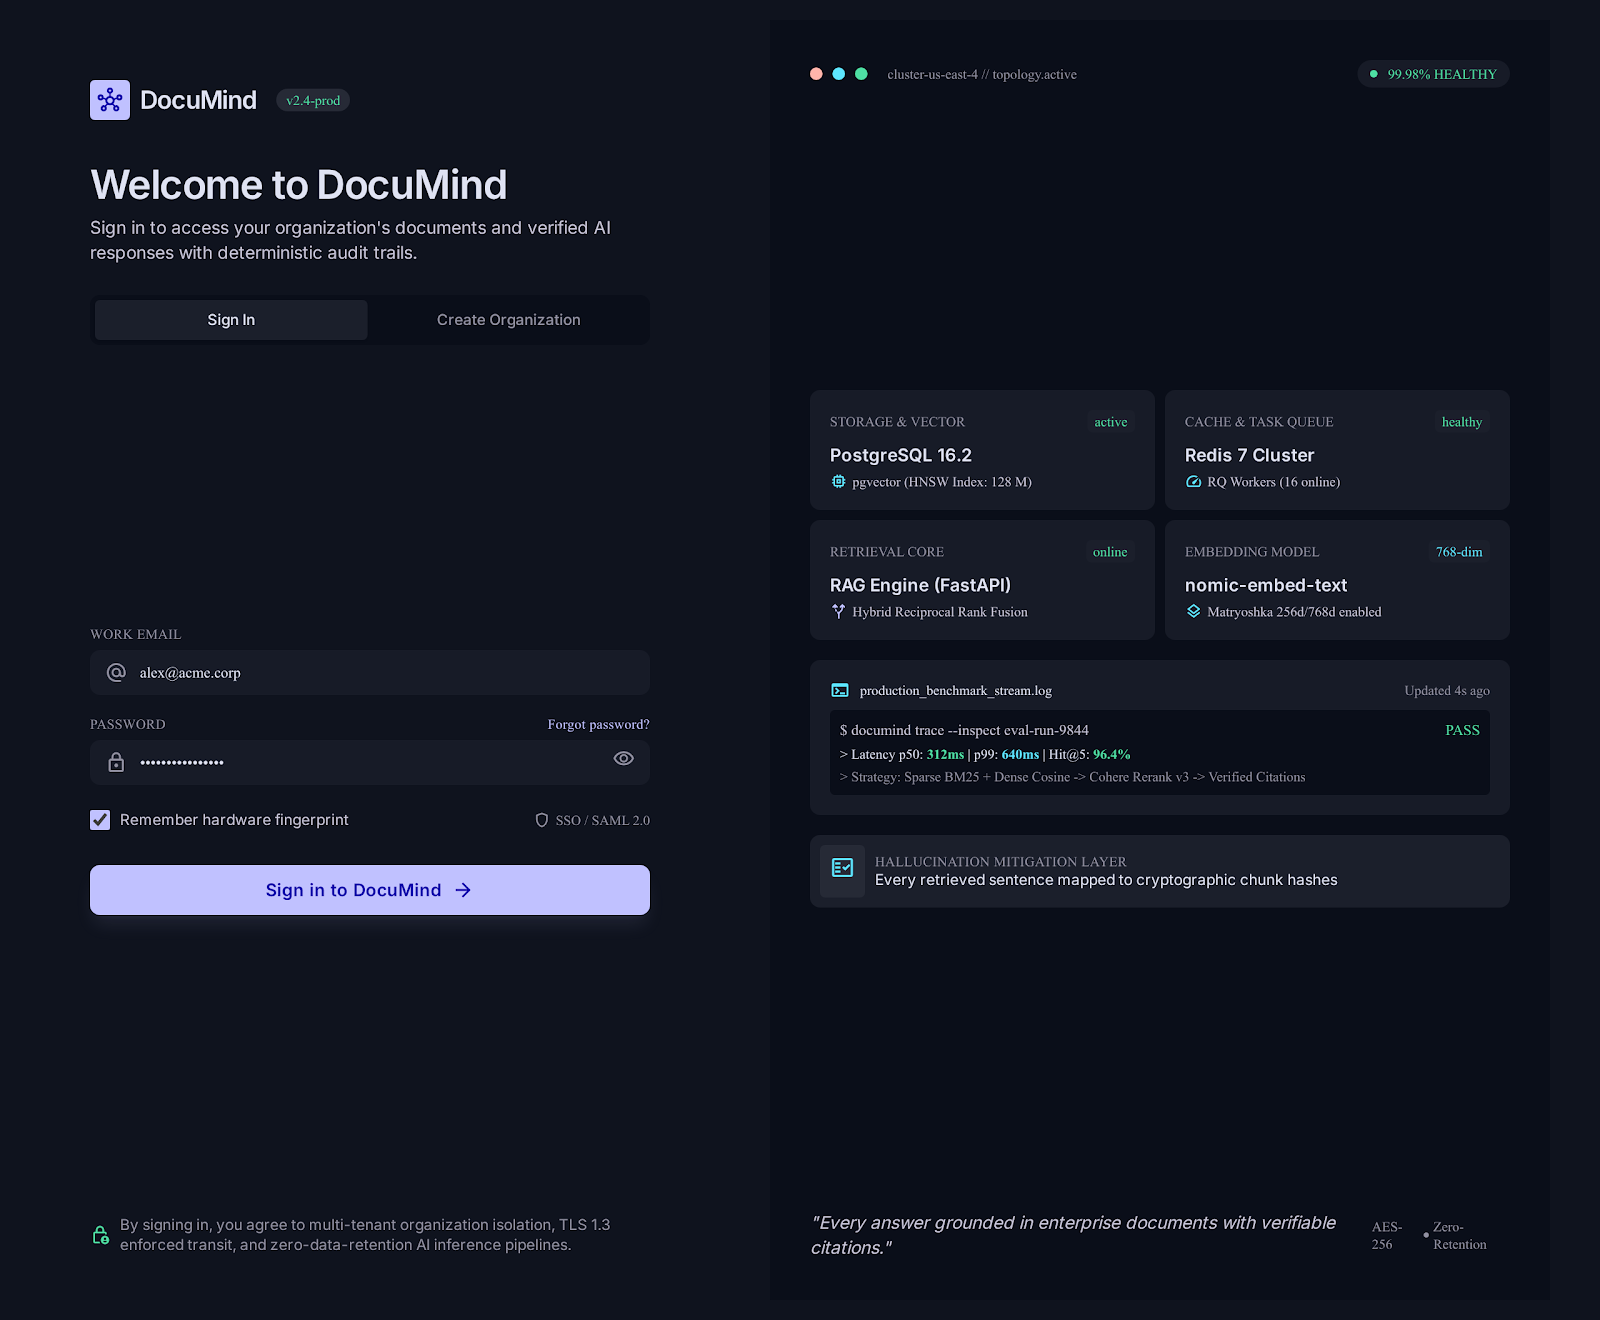 DocuMind
v2.4-prod
Welcome to DocuMind
Sign in to access your organization's documents and verified AI
responses with deterministic audit trails.
Sign In
Create Organization
WORK EMAIL
alex@acme.corp
PASSWORD
Forgot password?
••••••••••••••••
Remember hardware fingerprint
SSO / SAML 2.0
Sign in to DocuMind
By signing in, you agree to multi-tenant organization isolation, TLS 1.3
enforced transit, and zero-data-retention AI inference pipelines.
cluster-us-east-4 // topology.active
99.98% HEALTHY
STORAGE & VECTOR
active
PostgreSQL 16.2
pgvector (HNSW Index: 128 M)
CACHE & TASK QUEUE
healthy
Redis 7 Cluster
RQ Workers (16 online)
RETRIEVAL CORE
online
RAG Engine (FastAPI)
Hybrid Reciprocal Rank Fusion
EMBEDDING MODEL
768-dim
nomic-embed-text
Matryoshka 256d/768d enabled
production_benchmark_stream.log
Updated 4s ago
$ documind trace --inspect eval-run-9844
PASS
> Latency p50: 312ms | p99: 640ms | Hit@5: 96.4%
> Strategy: Sparse BM25 + Dense Cosine -> Cohere Rerank v3 -> Verified Citations
HALLUCINATION MITIGATION LAYER
Every retrieved sentence mapped to cryptographic chunk hashes
"Every answer grounded in enterprise documents with verifiable
citations."
AES-
256
• Zero-
Retention